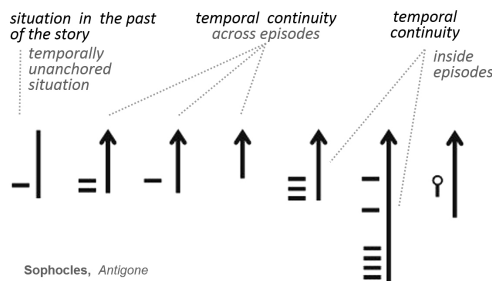 situation in the past
of the story
temporally
unanchored
situation
temporal continuity
across episodes
temporal
continuity
inside
episodes
Sophocles, Antigone